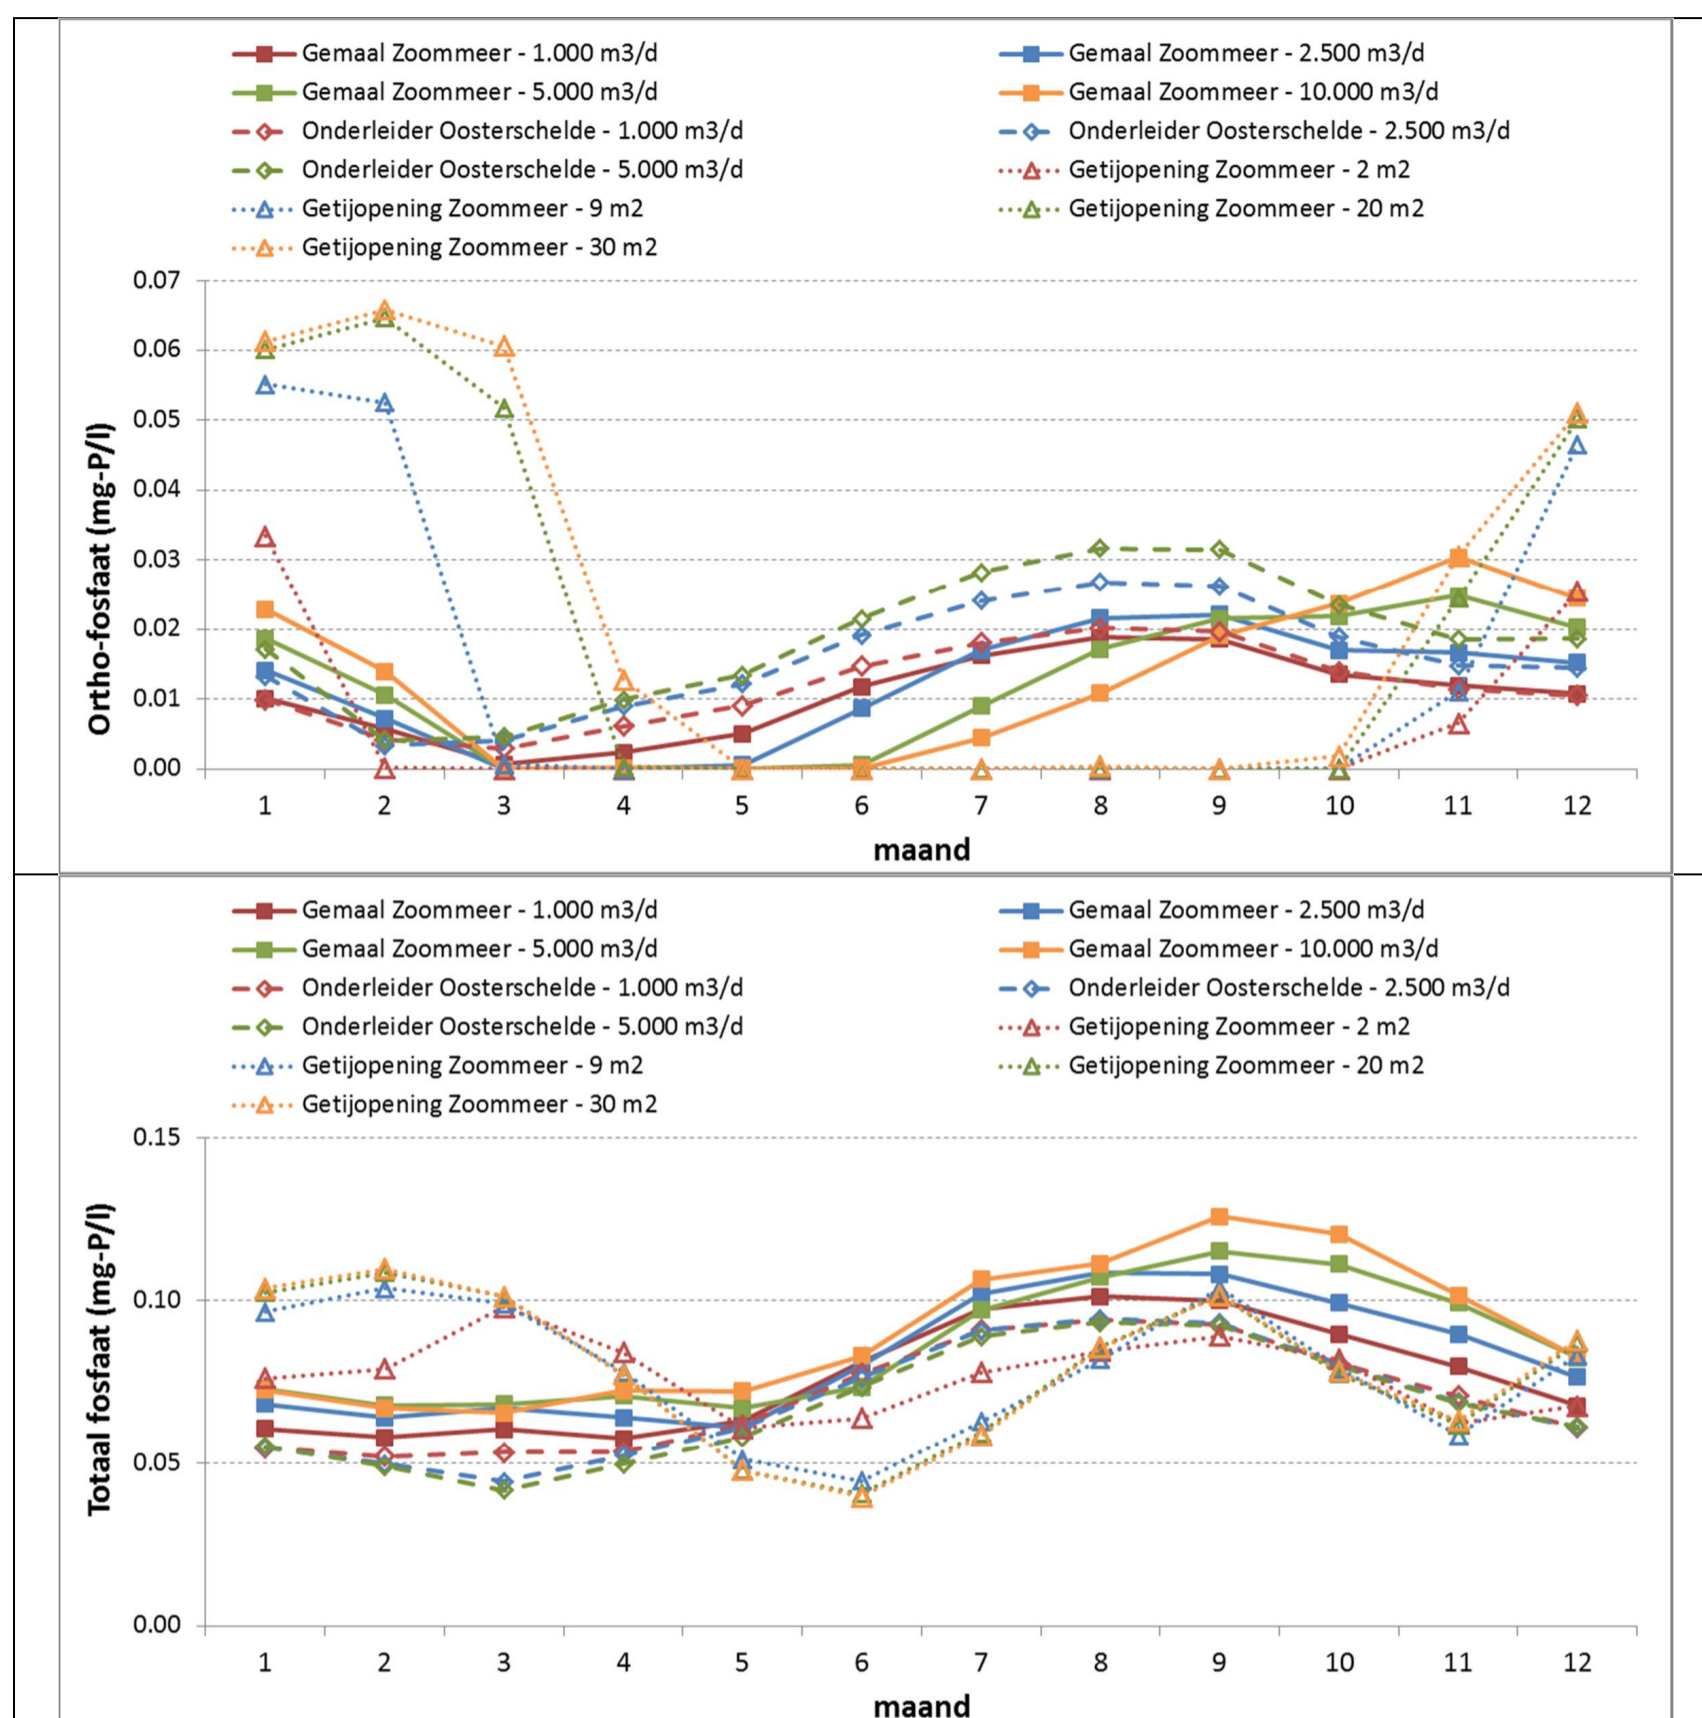 Gemaal Zoommeer - 1.000 m3/d Gemaal Zoommeer - 2.500 m3/d
Gemaal Zoommeer - 5.000 m3/d Gemaal Zoommeer - 10.000 m3/d
Onderleider Oosterschelde - 1.000 m3/d Onderleider Oosterschelde - 2.500 m3/d
Onderleider Oosterschelde - 5.000 m3/d Getijopening Zoommeer - 2 m2
Getijopening Zoommeer - 9 m2 Getijopening Zoommeer - 20 m2
Getijopening Zoommeer - 30 m2
0.07
0.06
0.05
0.04
0.03
0.02
0.01
0.00
Ortho-fosfaat (mg-P/l)
1 2 3 4 5 6 7 8 9 10 11 12
maand
Gemaal Zoommeer - 1.000 m3/d Gemaal Zoommeer - 2.500 m3/d
Gemaal Zoommeer - 5.000 m3/d Gemaal Zoommeer - 10.000 m3/d
Onderleider Oosterschelde - 1.000 m3/d Onderleider Oosterschelde - 2.500 m3/d
Onderleider Oosterschelde - 5.000 m3/d Getijopening Zoommeer - 2 m2
Getijopening Zoommeer - 9 m2 Getijopening Zoommeer - 20 m2
Getijopening Zoommeer - 30 m2
0.15
0.10
0.05
0.00
Totaal fosfaat (mg-P/l)
1 2 3 4 5 6 7 8 9 10 11 12
maand